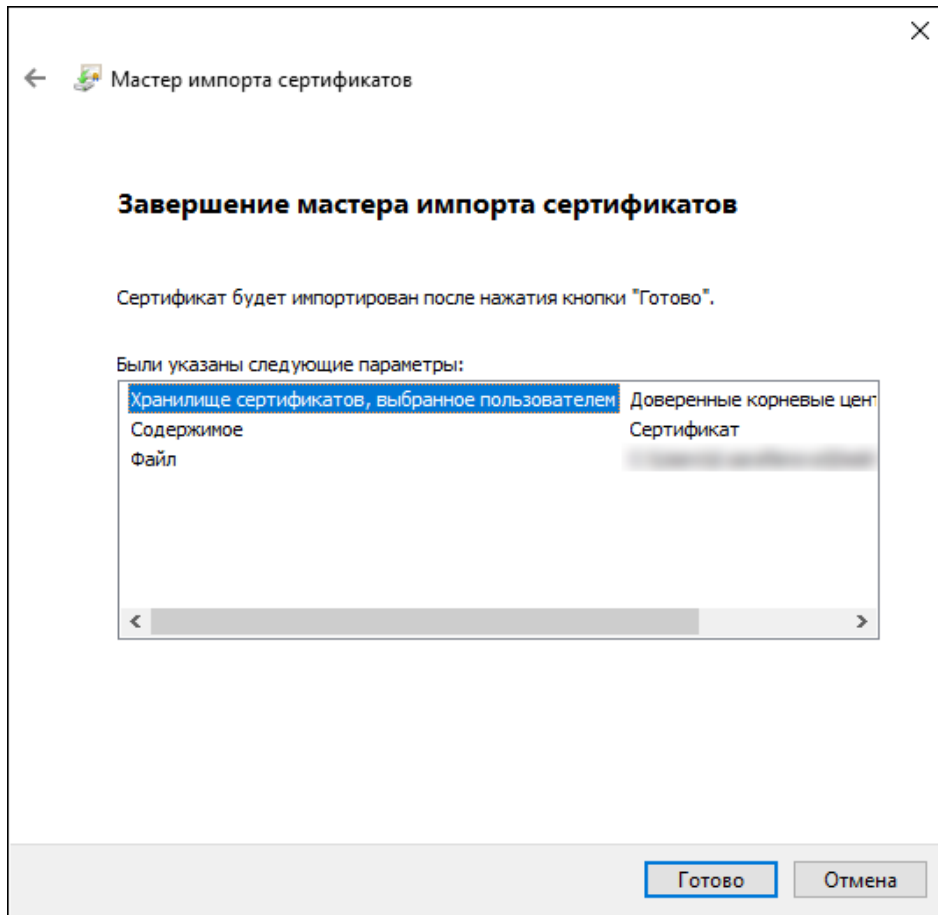 Мастер импорта сертификатов
Завершение мастера импорта сертификатов
Сертификат будет импортирован после нажатия кнопки "Готово".
Были указаны следующие параметры:
Хранилище сертификатов, выбранное пользователем Доверенные корневые цент
Содержимое Сертификат
Файл
Готово Отмена